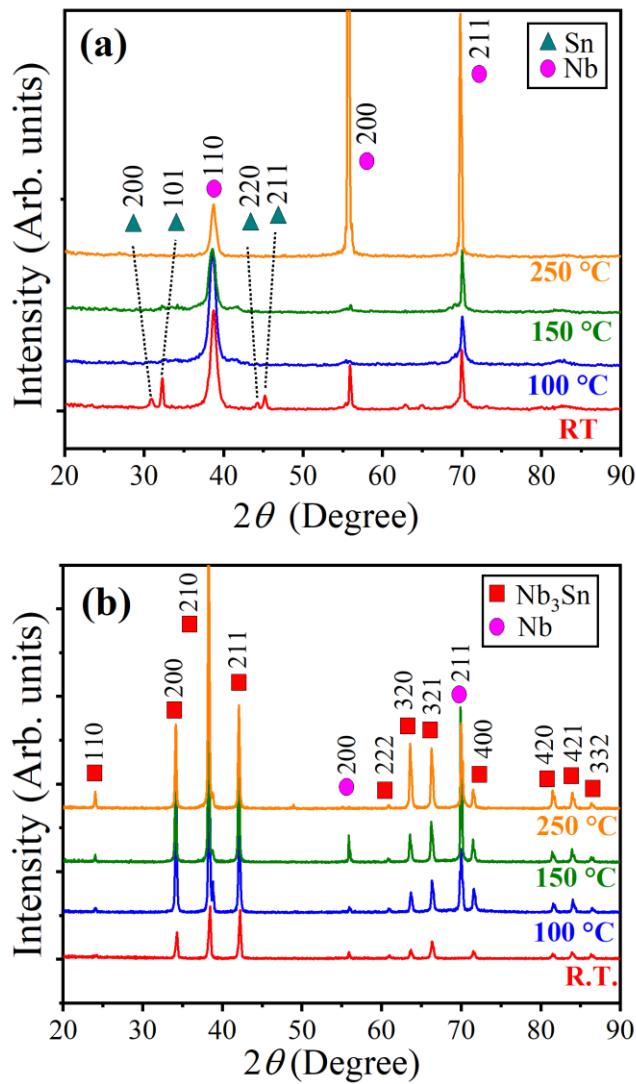 (a)
Sn
Nb
200
101
110
220
211
200
211
250 °C
150 °C
100 °C
RT
Intensity (Arb. units)
20 30 40 50 60 70 80 90
2θ (Degree)
(b)
Nb₃Sn
Nb
110
200
210
211
200
222
320
321
211
400
420
421
332
250 °C
150 °C
100 °C
R.T.
Intensity (Arb. units)
20 30 40 50 60 70 80 90
2θ (Degree)